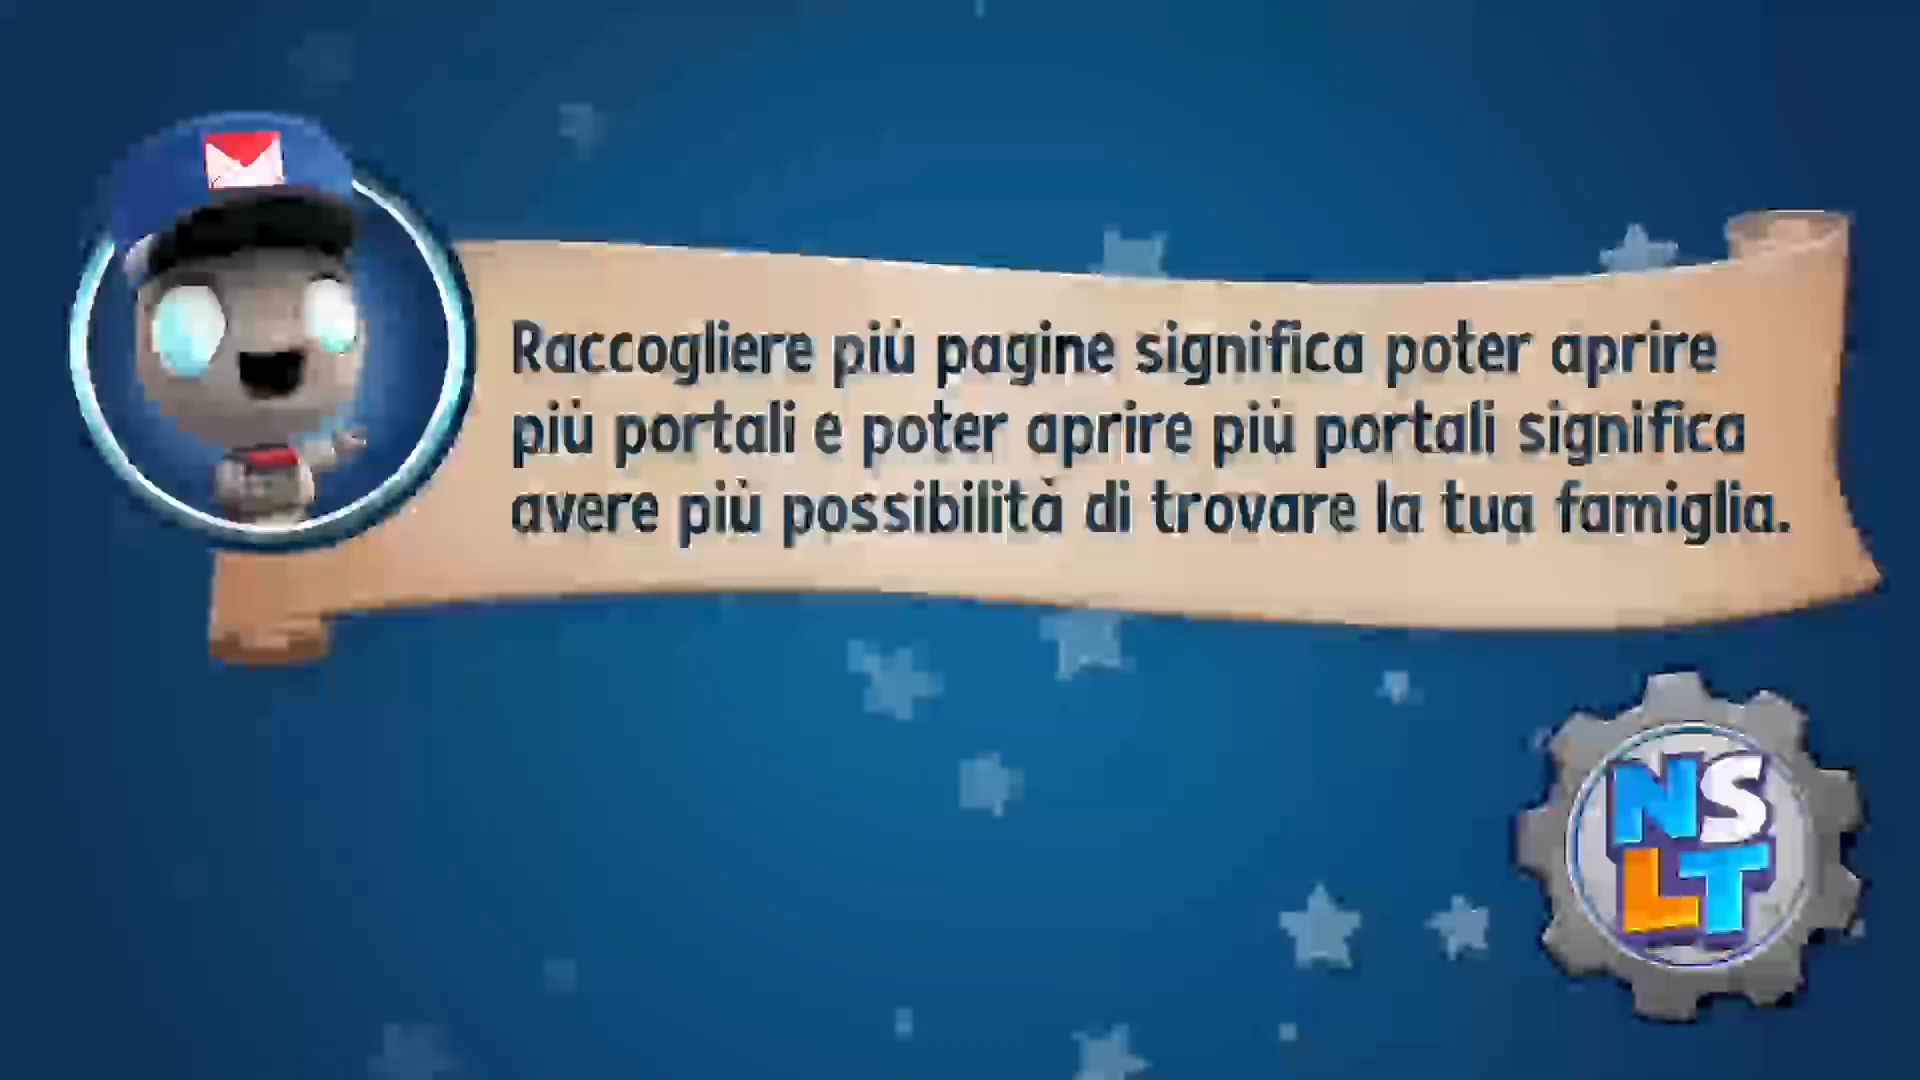 Raccogliere più pagine significa poter aprire
più portali e poter aprire più portali significa
avere più possibilità di trovare la tua famiglia.
NS
LT